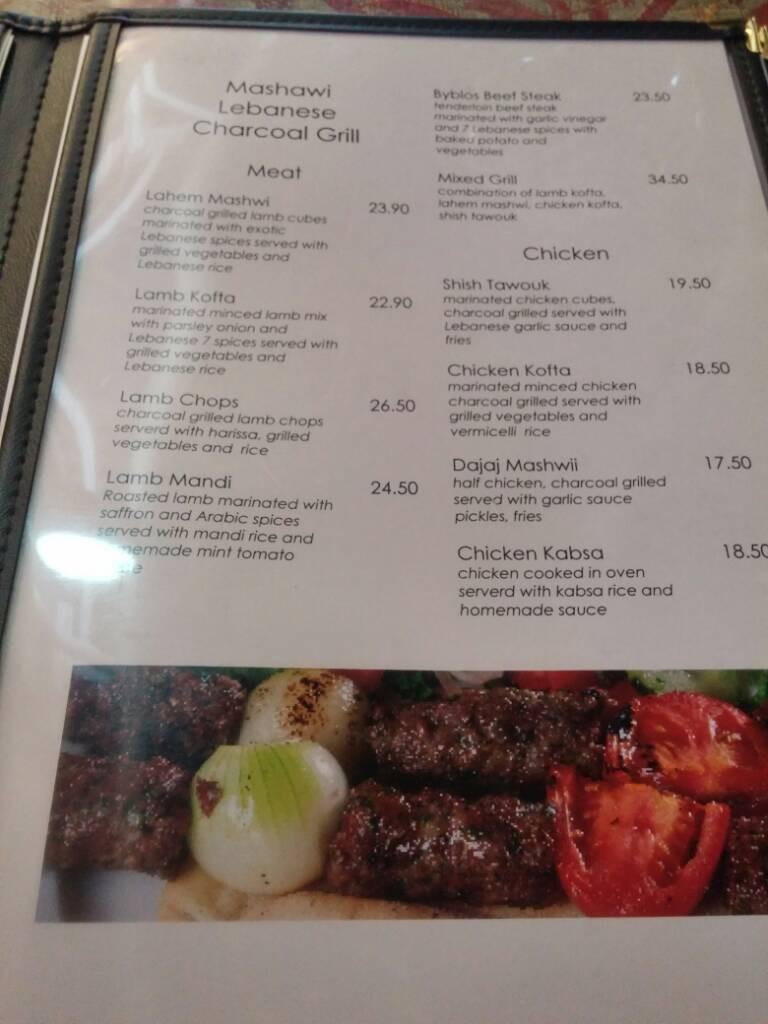 Mashawi
Lebanese
Charcoal Grill
Meat
Lahem Mashwi 23.90
charcoal grilled lamb cubes
marinated with exotic
Lebanese spices served with
grilled vegetables and
Lebanese rice
Lamb Kofta 22.90
marinated minced lamb mix
with parsley onion and
Lebanese 7 spices served with
grilled vegetables and
Lebanese rice
Lamb Chops 26.50
charcoal grilled lamb chops
serverd with harissa, grilled
vegetables and rice
Lamb Mandi 24.50
Roasted lamb marinated with
saffron and Arabic spices
served with mandi rice and
mint tomato
Byblos Beef Steak 23.50
tenderloin beef steak
marinated with garlic vinegar
and 7 Lebanese spices with
baked potato and
vegetables
Mixed Grill 34.50
combination of lamb kofta,
lahem mashwi, chicken kofta,
shish tawouk
Chicken
Shish Tawouk 19.50
marinated chicken cubes,
charcoal grilled served with
Lebanese garlic sauce and
fries
Chicken Kofta 18.50
marinated minced chicken
charcoal grilled served with
grilled vegetables and
vermicelli rice
Dajaj Mashwii 17.50
half chicken, charcoal grilled
served with garlic sauce
pickles, fries
Chicken Kabsa 18.50
chicken cooked in oven
serverd with kabsa rice and
homemade sauce